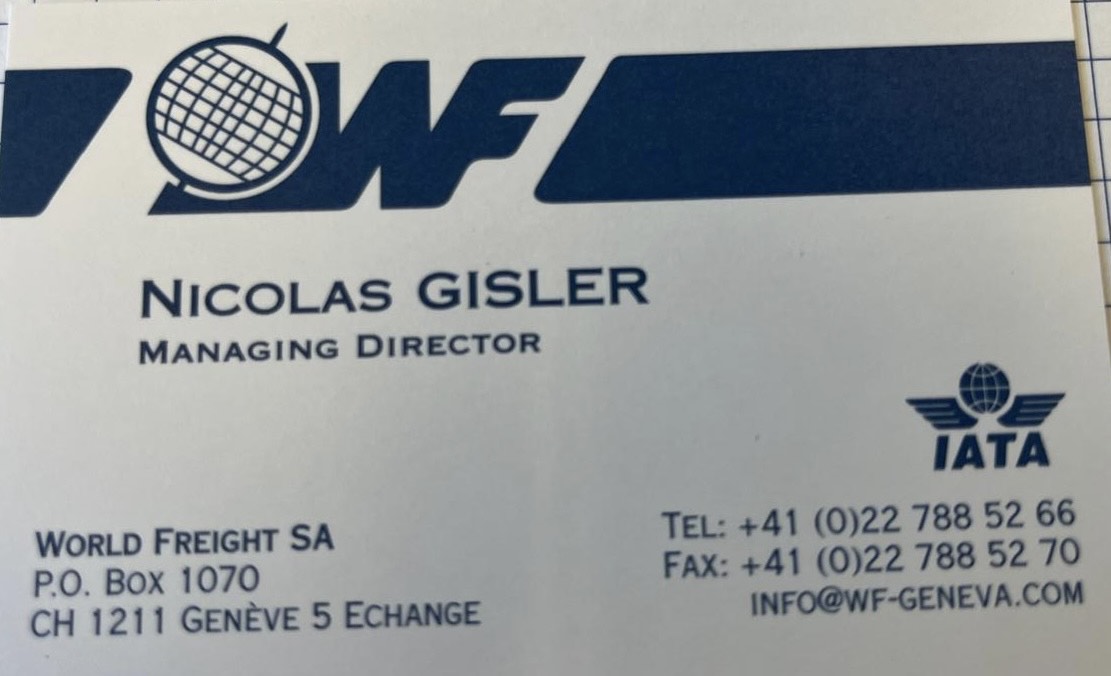 WF
NICOLAS GISLER
MANAGING DIRECTOR
IATA
WORLD FREIGHT SA
P.O. BOX 1070
CH 1211 GENÈVE 5 ECHANGE
TEL: +41 (0)22 788 52 66
FAX: +41 (0)22 788 52 70
INFO@WF-GENEVA.COM